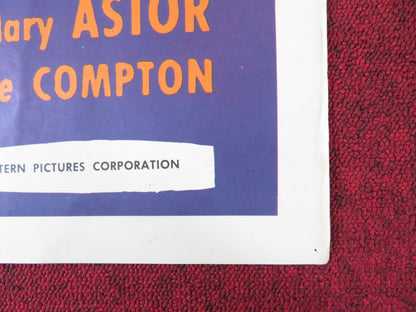 lary ASTOR
e COMPTON
TERN PICTURES CORPORATION